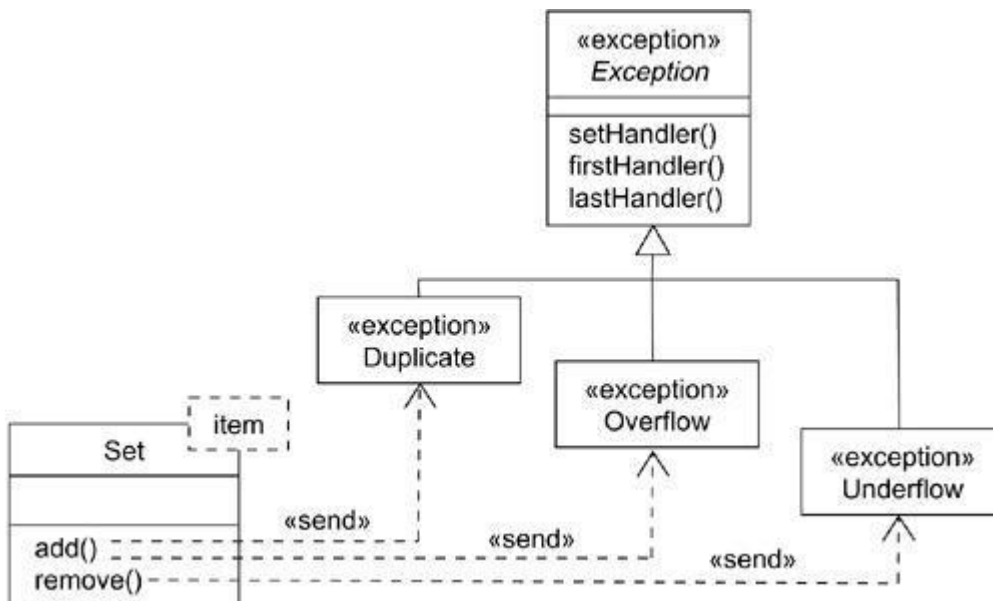 «exception»
Exception
setHandler()
firstHandler()
lastHandler()
«exception»
Duplicate
«exception»
Overflow
«exception»
Underflow
item
Set
«send»
«send»
«send»
add()
remove()